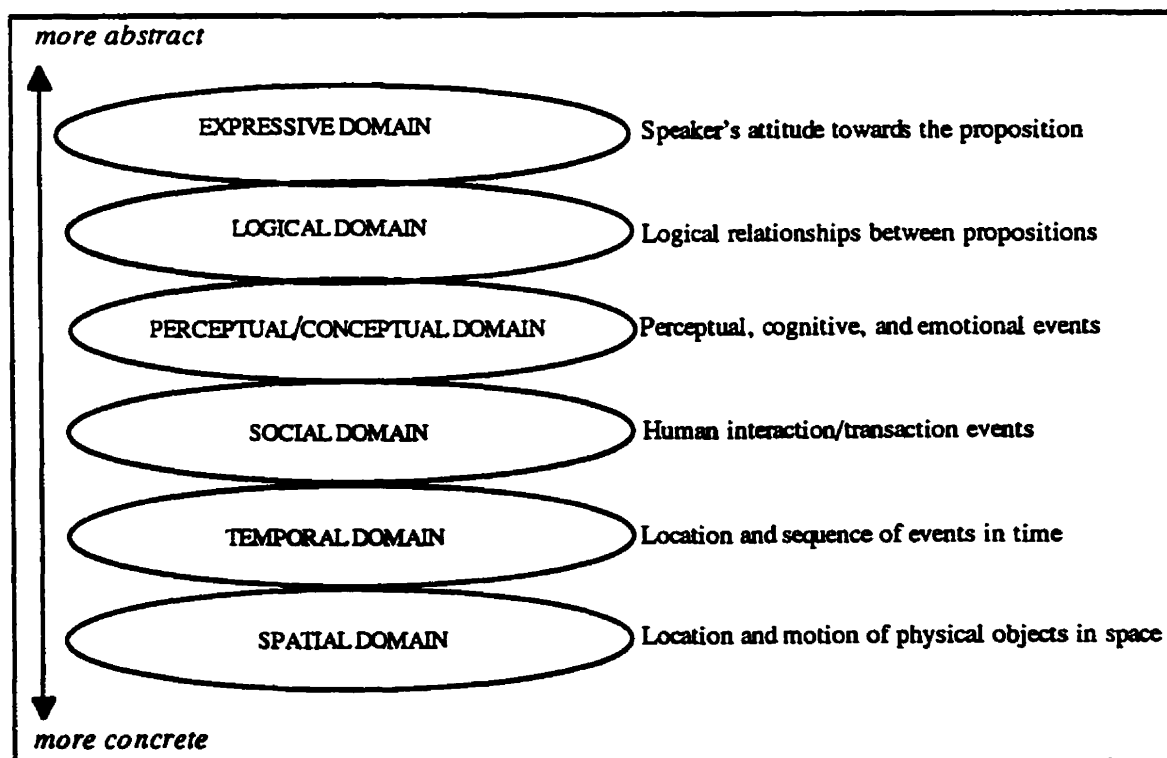 more abstract
EXPRESSIVE DOMAIN Speaker's attitude towards the proposition
LOGICAL DOMAIN Logical relationships between propositions
PERCEPTUAL/CONCEPTUAL DOMAIN Perceptual, cognitive, and emotional events
SOCIAL DOMAIN Human interaction/transaction events
TEMPORAL DOMAIN Location and sequence of events in time
SPATIAL DOMAIN Location and motion of physical objects in space
more concrete